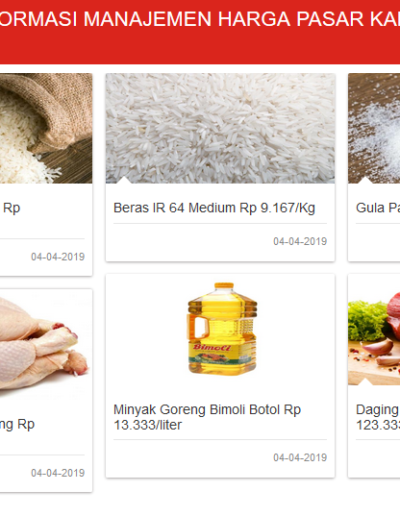 ORMASI MANAJEMEN HARGA PASAR KA
Rp
04-04-2019
Beras IR 64 Medium Rp 9.167/Kg
04-04-2019
Gula Pa
ng Rp
04-04-2019
Bimoli
Minyak Goreng Bimoli Botol Rp
13.333/liter
04-04-2019
Daging
123.333